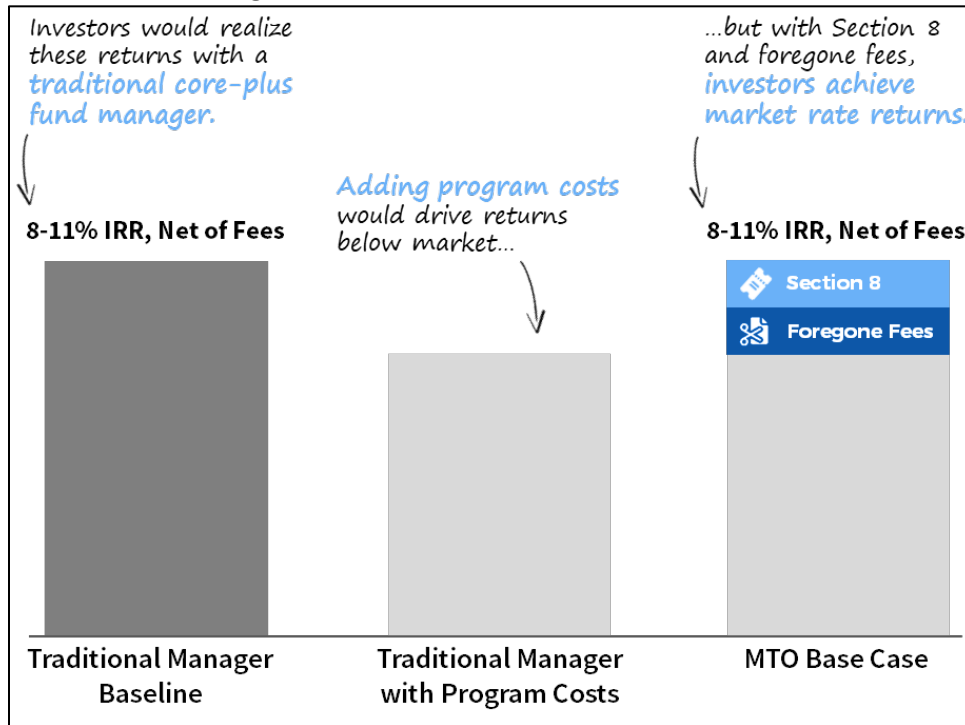 Investors would realize
these returns with a
traditional core-plus
fund manager.
8-11% IRR, Net of Fees
Adding program costs
would drive returns
below market...
...but with Section 8
and foregone fees,
investors achieve
market rate returns.
8-11% IRR, Net of Fees
Section 8
Foregone Fees
Traditional Manager
Baseline
Traditional Manager
with Program Costs
MTO Base Case